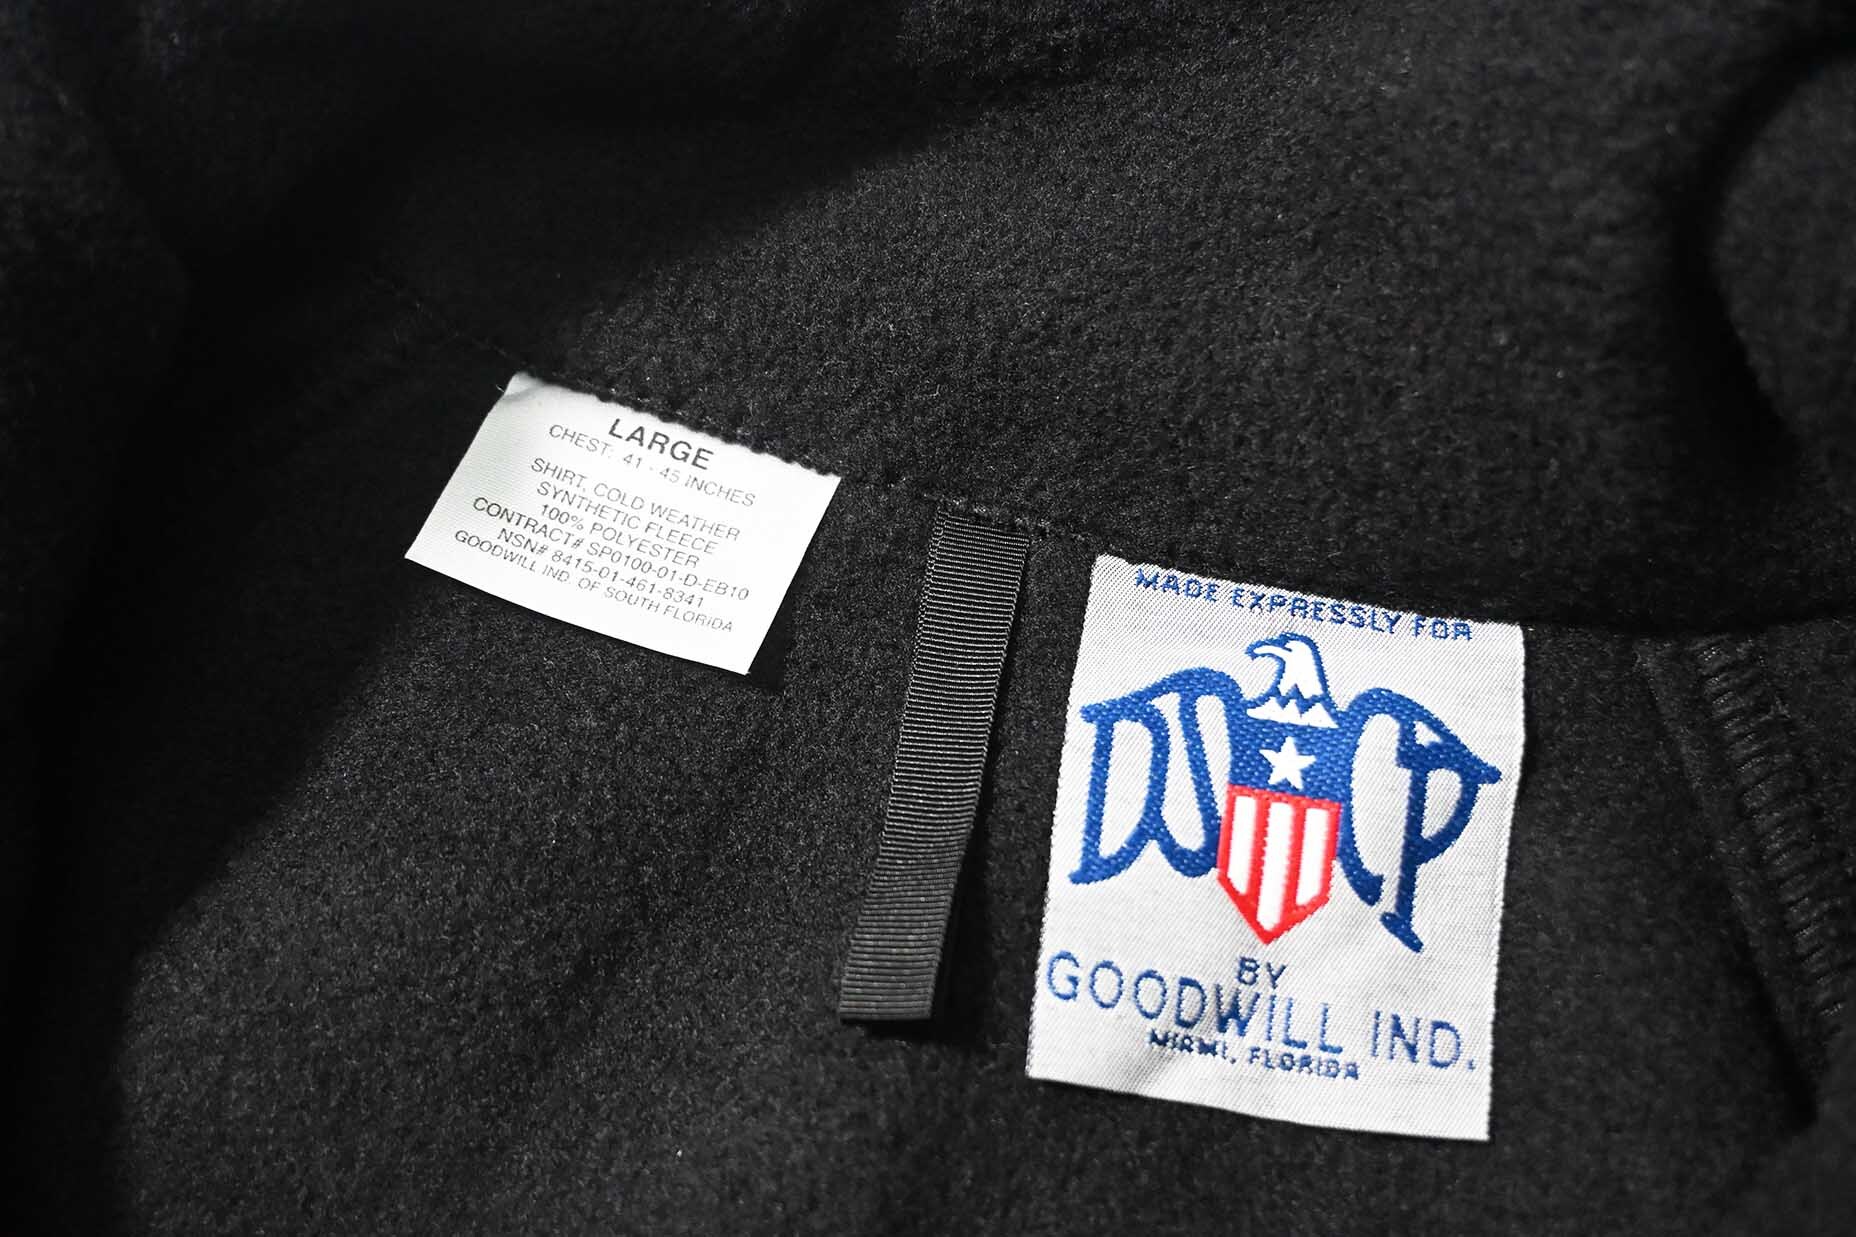 LARGE
CHEST: 41 - 45 INCHES
SHIRT, COLD WEATHER
SYNTHETIC FLEECE
100% POLYESTER
CONTRACT# SP0100-01-D-EB10
NSN# 8415-01-461-8341
GOODWILL IND. OF SOUTH FLORIDA
MADE EXPRESSLY FOR
DSCP
BY
GOODWILL IND.
MIAMI, FLORIDA